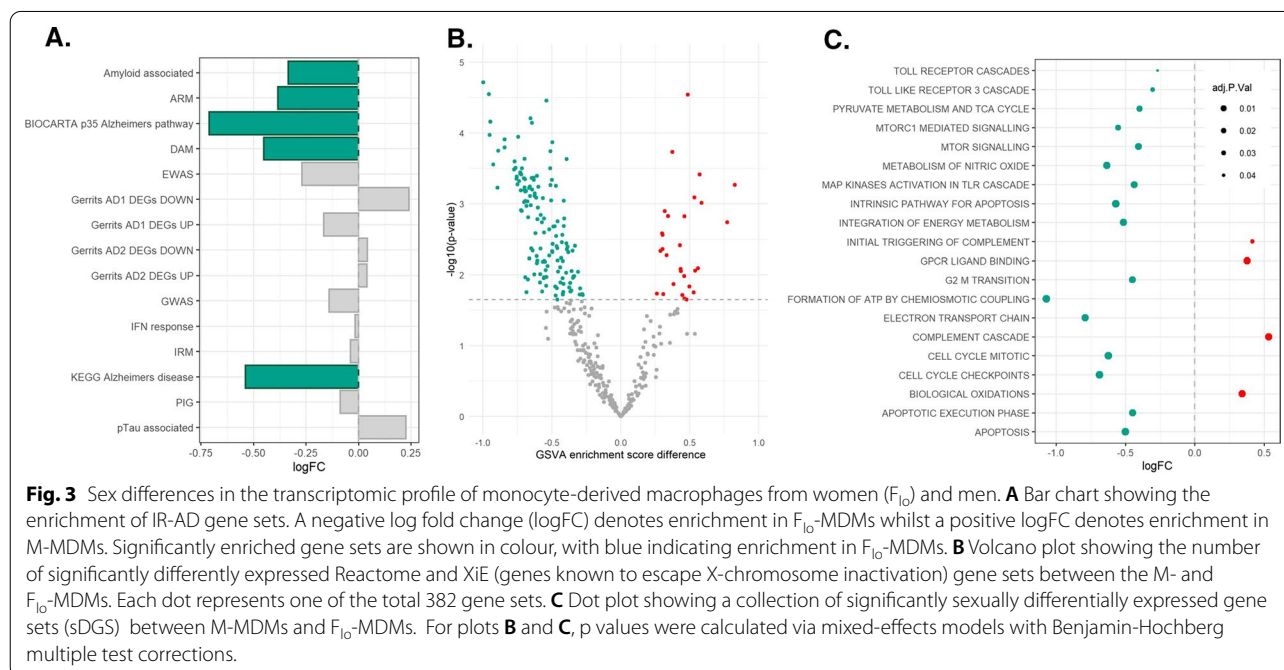 A.
Amyloid associated
ARM
BIOCARTA p35 Alzheimers pathway
DAM
EWAS
Gerrits AD1 DEGs DOWN
Gerrits AD1 DEGs UP
Gerrits AD2 DEGs DOWN
Gerrits AD2 DEGs UP
GWAS
IFN response
IRM
KEGG Alzheimers disease
PIG
pTau associated
-0.75 -0.50 -0.25 0.00 0.25
logFC
B.
-log10(p-value)
5
4
3
2
1
0
-1.0 -0.5 0.0 0.5 1.0
GSVA enrichment score difference
C.
TOLL RECEPTOR CASCADES
TOLL LIKE RECEPTOR 3 CASCADE
PYRUVATE METABOLISM AND TCA CYCLE
MTORC1 MEDIATED SIGNALLING
MTOR SIGNALLING
METABOLISM OF NITRIC OXIDE
MAP KINASES ACTIVATION IN TLR CASCADE
INTRINSIC PATHWAY FOR APOPTOSIS
INTEGRATION OF ENERGY METABOLISM
INITIAL TRIGGERING OF COMPLEMENT
GPCR LIGAND BINDING
G2 M TRANSITION
FORMATION OF ATP BY CHEMIOSMOTIC COUPLING
ELECTRON TRANSPORT CHAIN
COMPLEMENT CASCADE
CELL CYCLE MITOTIC
CELL CYCLE CHECKPOINTS
BIOLOGICAL OXIDATIONS
APOPTOTIC EXECUTION PHASE
APOPTOSIS
-1.0 -0.5 0.0 0.5
logFC
adj.P.Val
0.01
0.02
0.03
0.04
Fig. 3 Sex differences in the transcriptomic profile of monocyte-derived macrophages from women (Flo) and men. A Bar chart showing the
enrichment of IR-AD gene sets. A negative log fold change (logFC) denotes enrichment in Flo-MDMs whilst a positive logFC denotes enrichment in
M-MDMs. Significantly enriched gene sets are shown in colour, with blue indicating enrichment in Flo-MDMs. B Volcano plot showing the number
of significantly differently expressed Reactome and XiE (genes known to escape X-chromosome inactivation) gene sets between the M- and
Flo-MDMs. Each dot represents one of the total 382 gene sets. C Dot plot showing a collection of significantly sexually differentially expressed gene
sets (sDGS) between M-MDMs and Flo-MDMs. For plots B and C, p values were calculated via mixed-effects models with Benjamin-Hochberg
multiple test corrections.